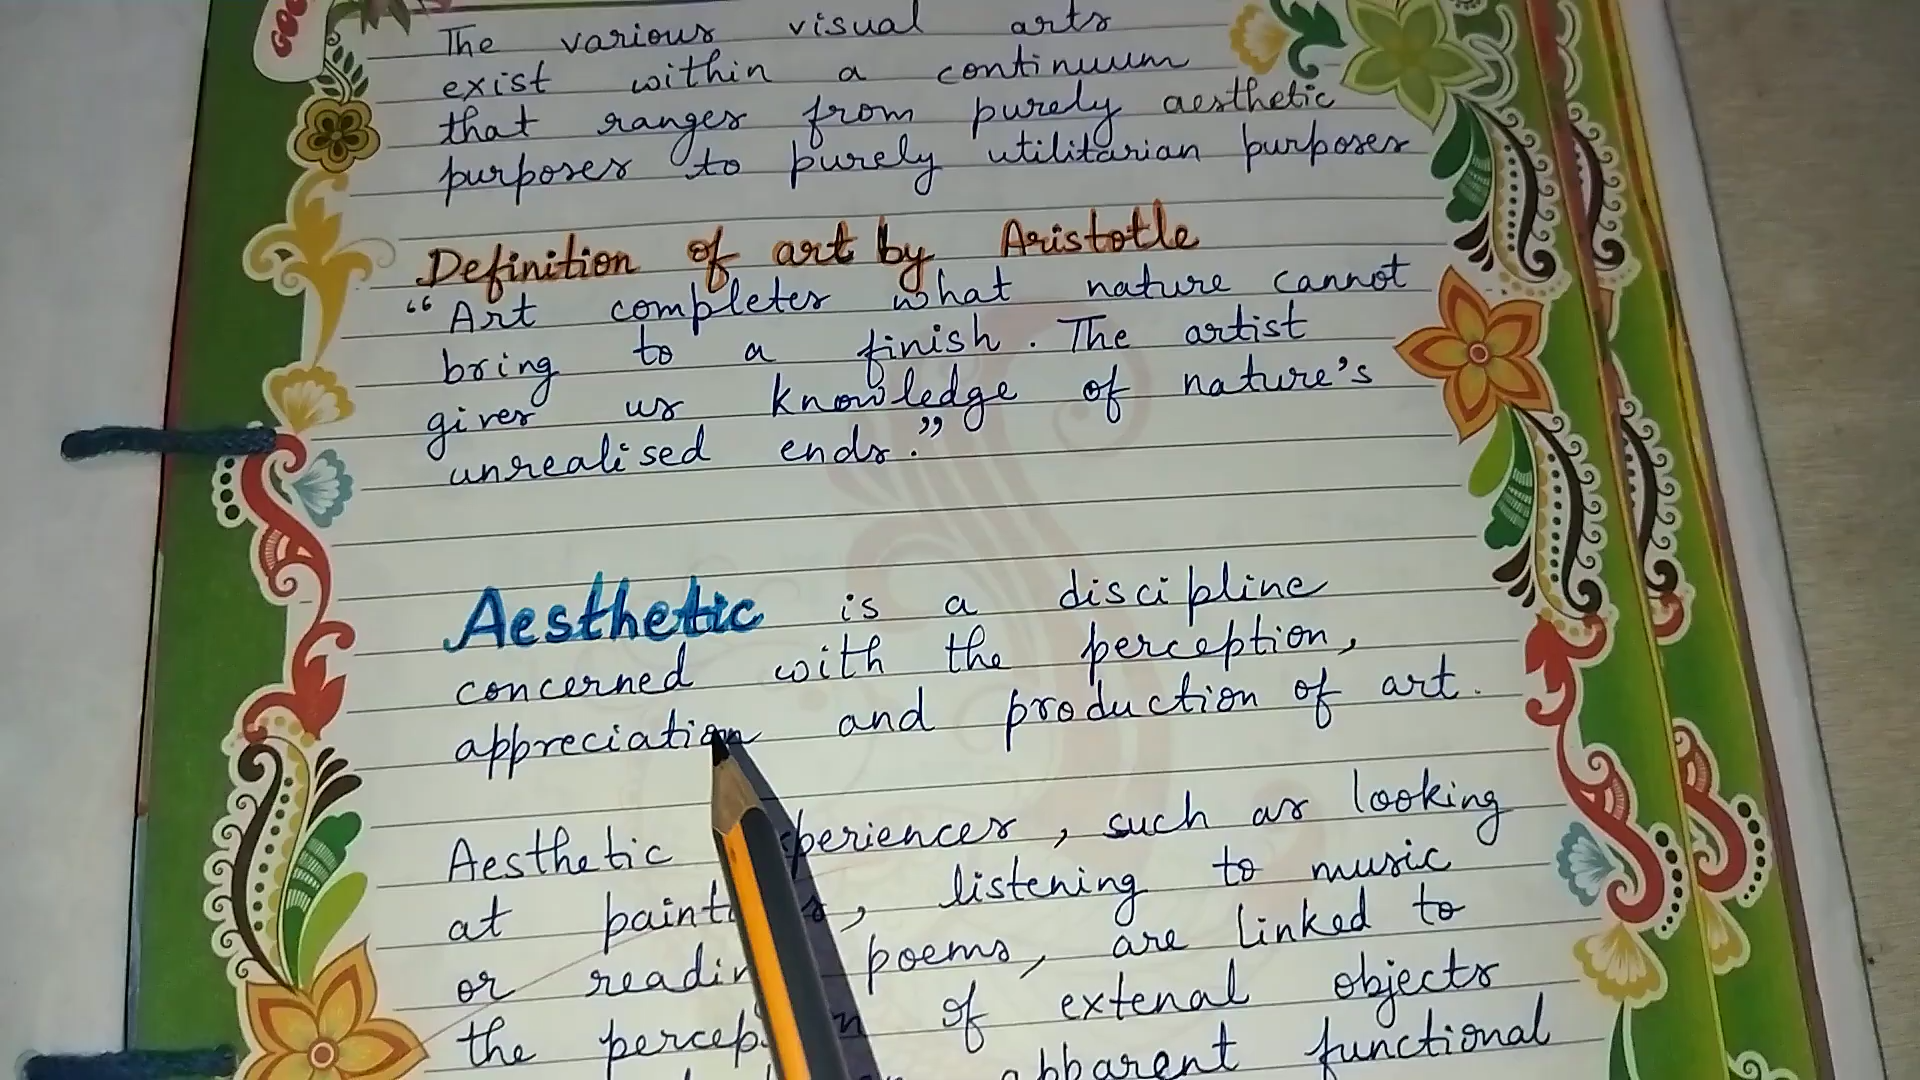 The various visual arts
exist within a continuum
that ranges from purely aesthetic
purposes to purely utilitarian purposes
Definition of art by Aristotle
“Art completes what nature cannot
bring to a finish. The artist
gives us knowledge of nature's
unrealised ends.”
Aesthetic is a discipline
concerned with the perception,
appreciation and production of art.
Aesthetic , such as looking
at , listening to music
or poems, are linked to
the of extenal objects
apparent functional